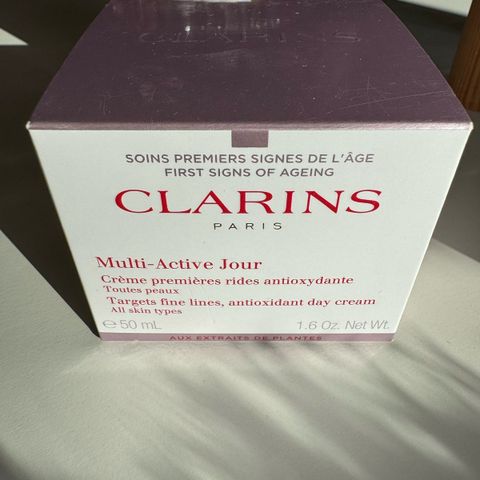 SOINS PREMIERS SIGNES DE L'ÂGE
FIRST SIGNS OF AGEING
CLARINS
PARIS
Multi-Active Jour
Crème premières rides antioxydante
Toutes peaux
Targets fine lines, antioxidant day cream
All skin types
℮ 50 mL 1.6 Oz. Net Wt.
AUX EXTRAITS DE PLANTES